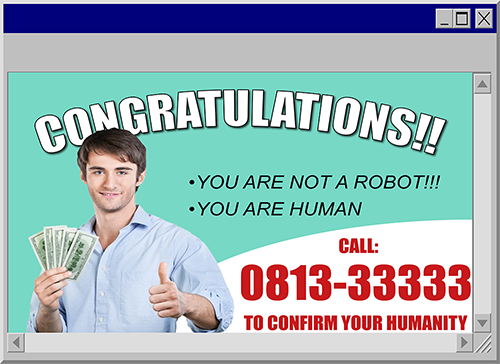 CONGRATULATIONS!!
•YOU ARE NOT A ROBOT!!!
•YOU ARE HUMAN
CALL:
0813-33333
TO CONFIRM YOUR HUMANITY